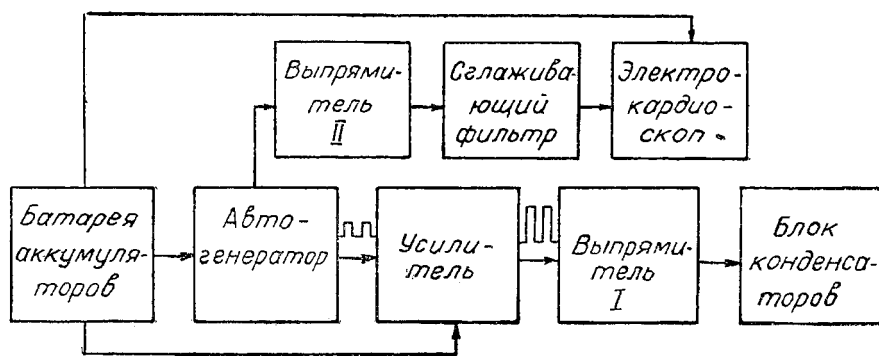 Выпрями-
тель
II
Сглажива-
ющий
фильтр
Электро-
кардио-
скоп
Батарея
аккумуля-
торов
Авто-
генератор
Усили-
тель
Выпрями-
тель
I
Блок
конденса-
торов